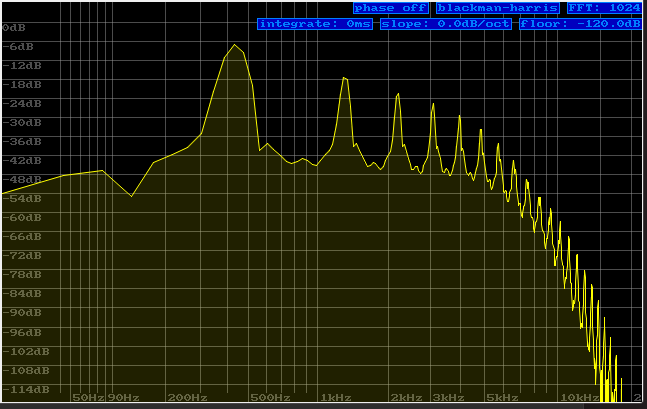 phase off blackman-harris FFT: 1024
integrate: 0ms slope: 0.0dB/oct floor: -120.0dB
0dB
-6dB
-12dB
-18dB
-24dB
-30dB
-36dB
-42dB
-48dB
-54dB
-60dB
-66dB
-72dB
-78dB
-84dB
-90dB
-96dB
-102dB
-108dB
-114dB
50Hz 90Hz 200Hz 500Hz 1kHz 2kHz 3kHz 5kHz 10kHz 2